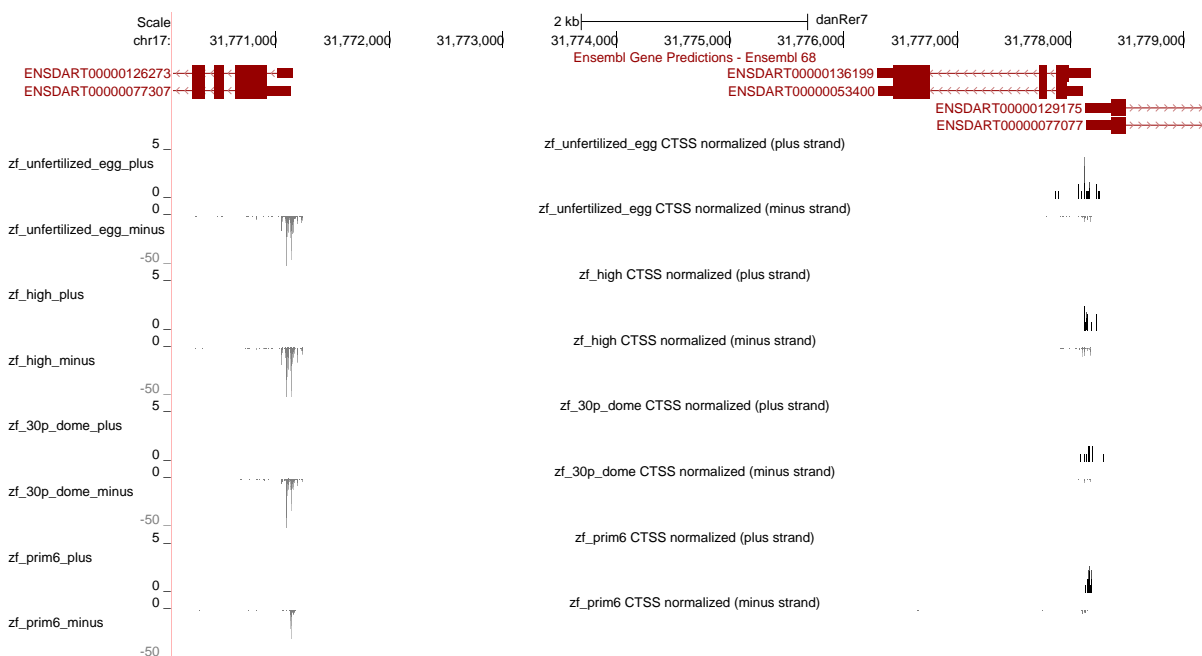 Scale 2 kb danRer7
chr17: 31,771,000 31,772,000 31,773,000 31,774,000 31,775,000 31,776,000 31,777,000 31,778,000 31,779,000
Ensembl Gene Predictions - Ensembl 68
ENSDART00000126273 ENSDART00000136199
ENSDART00000077307 ENSDART00000053400
ENSDART00000129175
ENSDART00000077077
zf_unfertilized_egg CTSS normalized (plus strand)
5
zf_unfertilized_egg_plus
0
zf_unfertilized_egg CTSS normalized (minus strand)
0
zf_unfertilized_egg_minus
-50
zf_high CTSS normalized (plus strand)
5
zf_high_plus
0
zf_high CTSS normalized (minus strand)
0
zf_high_minus
-50
zf_30p_dome CTSS normalized (plus strand)
5
zf_30p_dome_plus
0
zf_30p_dome CTSS normalized (minus strand)
0
zf_30p_dome_minus
-50
zf_prim6 CTSS normalized (plus strand)
5
zf_prim6_plus
0
zf_prim6 CTSS normalized (minus strand)
0
zf_prim6_minus
-50